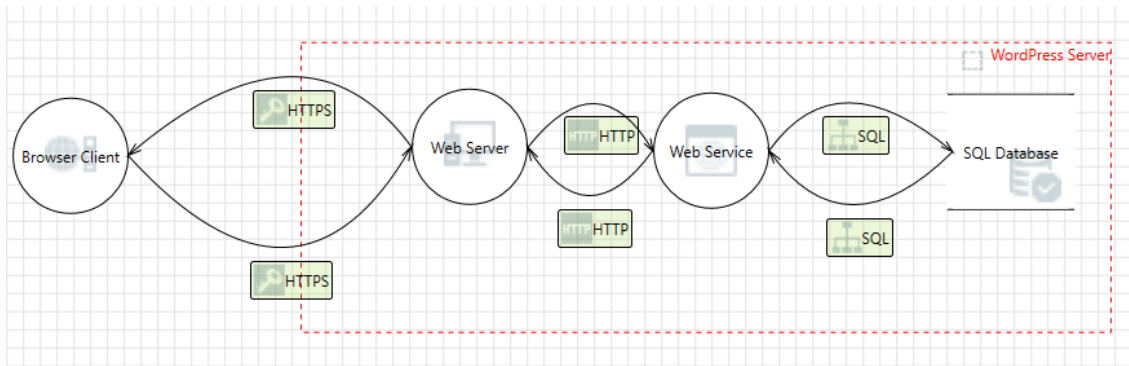 WordPress Server
HTTPS
HTTP
SQL
Browser Client
Web Server
Web Service
SQL Database
HTTP
SQL
HTTPS